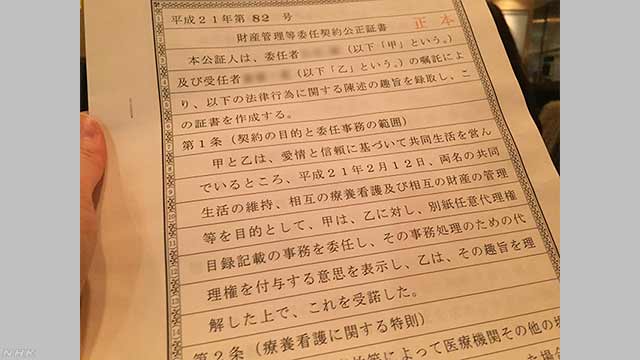 平成21年第82号
正本
財産管理等委任契約公正証書
本公証人は、委任者（以下「甲」という。）
及び受任者（以下「乙」という。）の嘱託によ
り、以下の法律行為に関する陳述の趣旨を録取し、こ
の証書を作成する。
第1条（契約の目的と委任事務の範囲）
甲と乙は、愛情と信頼に基づいて共同生活を営ん
でいるところ、平成21年2月12日、両名の共同
生活の維持、相互の療養看護及び相互の財産の管理
等を目的として、甲は、乙に対し、別紙任意代理権
目録記載の事務を委任し、その事務処理のための代
理権を付与する意思を表示し、乙は、その趣旨を理
解した上で、これを受諾した。
第2条（療養看護に関する特則）
によって医療機関その他の
NHK